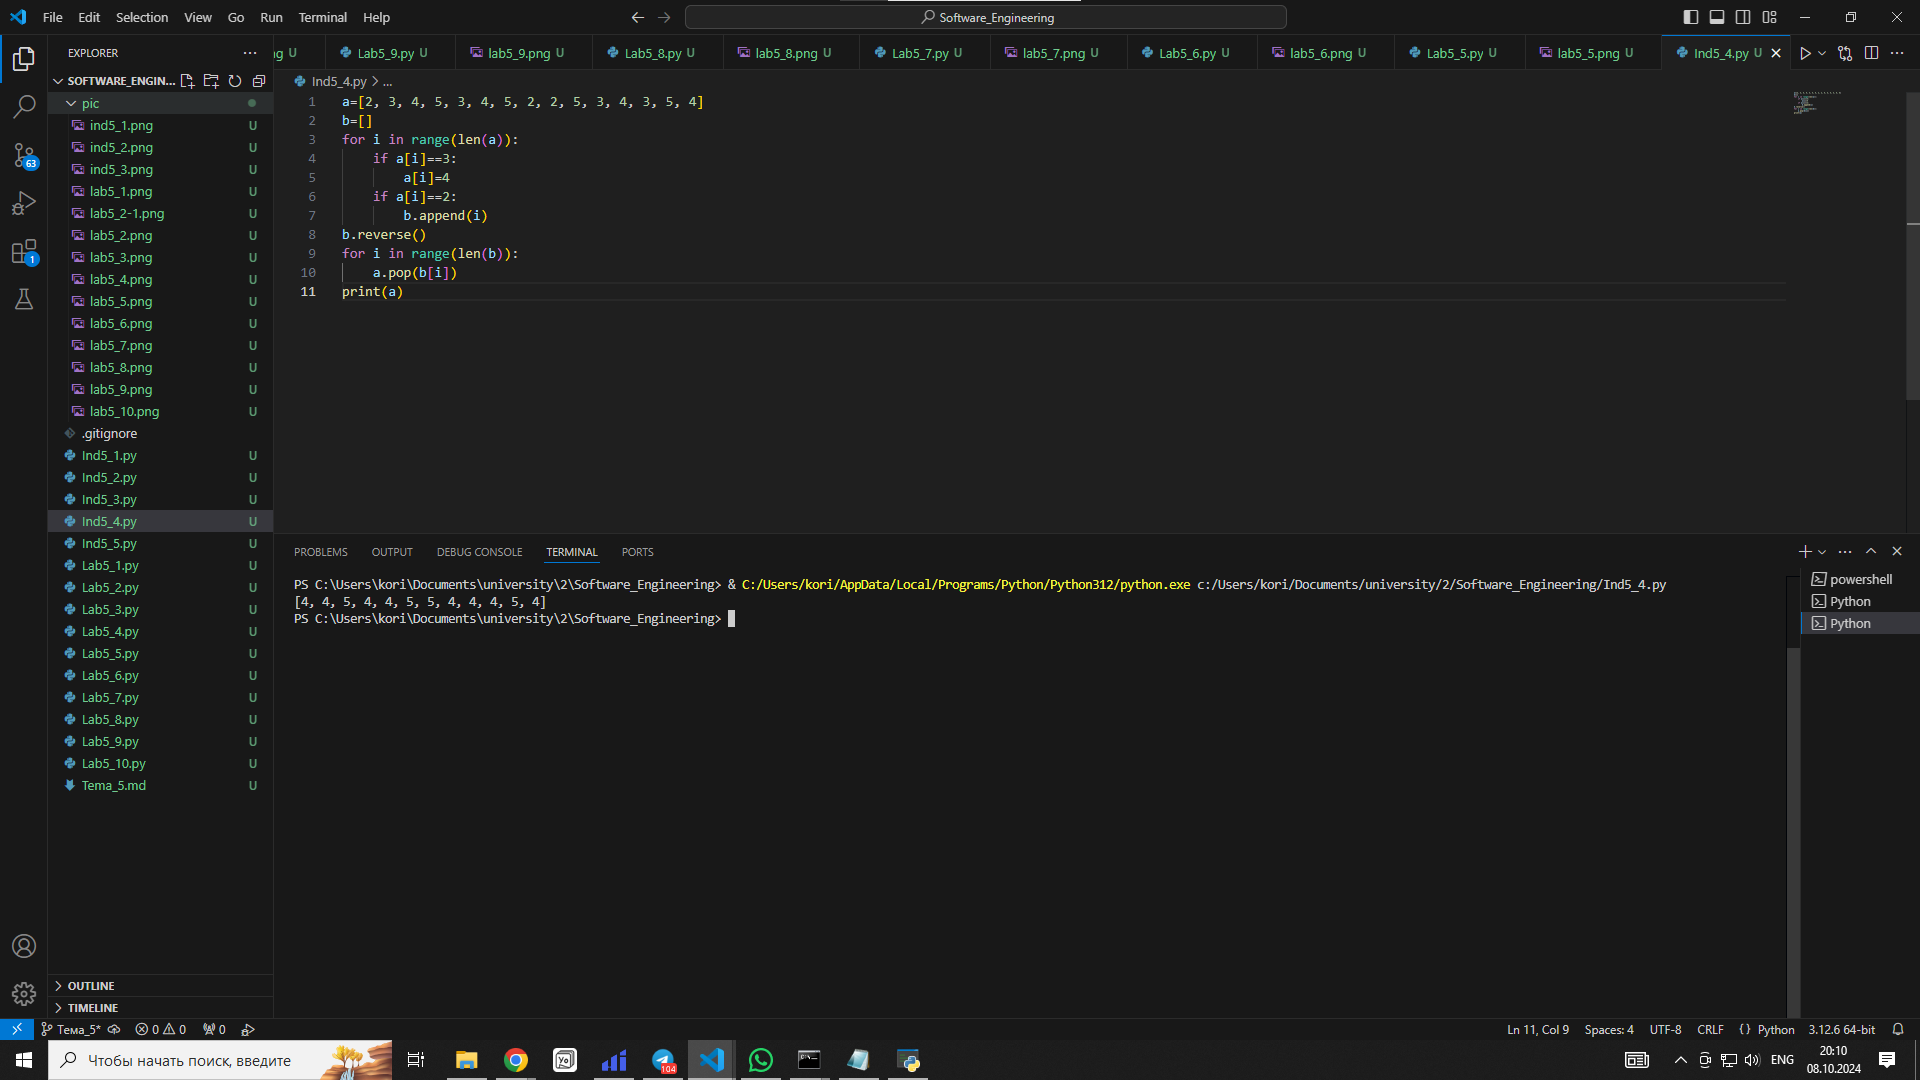 File Edit Selection View Go Run Terminal Help
Software_Engineering
EXPLORER
ng U Lab5_9.py U lab5_9.png U Lab5_8.py U lab5_8.png U Lab5_7.py U lab5_7.png U Lab5_6.py U lab5_6.png U Lab5_5.py U lab5_5.png U Ind5_4.py U
SOFTWARE_ENGIN...
Ind5_4.py > ...
pic
ind5_1.png U
ind5_2.png U
ind5_3.png U
lab5_1.png U
lab5_2-1.png U
lab5_2.png U
lab5_3.png U
lab5_4.png U
lab5_5.png U
lab5_6.png U
lab5_7.png U
lab5_8.png U
lab5_9.png U
lab5_10.png U
.gitignore
Ind5_1.py U
Ind5_2.py U
Ind5_3.py U
Ind5_4.py U
Ind5_5.py U
Lab5_1.py U
Lab5_2.py U
Lab5_3.py U
Lab5_4.py U
Lab5_5.py U
Lab5_6.py U
Lab5_7.py U
Lab5_8.py U
Lab5_9.py U
Lab5_10.py U
Tema_5.md U
OUTLINE
TIMELINE
63
1
1 a=[2, 3, 4, 5, 3, 4, 5, 2, 2, 5, 3, 4, 3, 5, 4]
2 b=[]
3 for i in range(len(a)):
4     if a[i]==3:
5         a[i]=4
6     if a[i]==2:
7         b.append(i)
8 b.reverse()
9 for i in range(len(b)):
10     a.pop(b[i])
11 print(a)
PROBLEMS OUTPUT DEBUG CONSOLE TERMINAL PORTS
PS C:\Users\kori\Documents\university\2\Software_Engineering> & C:/Users/kori/AppData/Local/Programs/Python/Python312/python.exe c:/Users/kori/Documents/university/2/Software_Engineering/Ind5_4.py
[4, 4, 5, 4, 4, 5, 5, 4, 4, 4, 5, 4]
PS C:\Users\kori\Documents\university\2\Software_Engineering>
powershell
Python
Python
Тема_5* 0 0 0
Ln 11, Col 9 Spaces: 4 UTF-8 CRLF {} Python 3.12.6 64-bit
Чтобы начать поиск, введите
104
ENG
20:10
08.10.2024